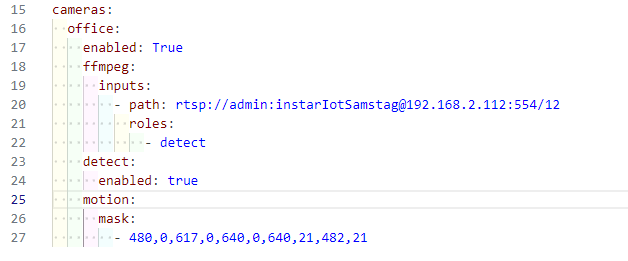 15 cameras:
16 office:
17 enabled: True
18 ffmpeg:
19 inputs:
20 - path: rtsp://admin:instarIotSamstag@192.168.2.112:554/12
21 roles:
22 - detect
23 detect:
24 enabled: true
25 motion:
26 mask:
27 - 480,0,617,0,640,0,640,21,482,21